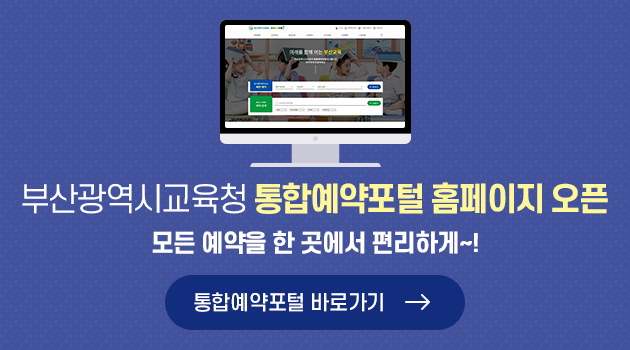 미래를 함께 여는 부산교육
부산광역시교육청 통합예약포털 홈페이지 오픈
모든 예약을 한 곳에서 편리하게~!
통합예약포털 바로가기 →